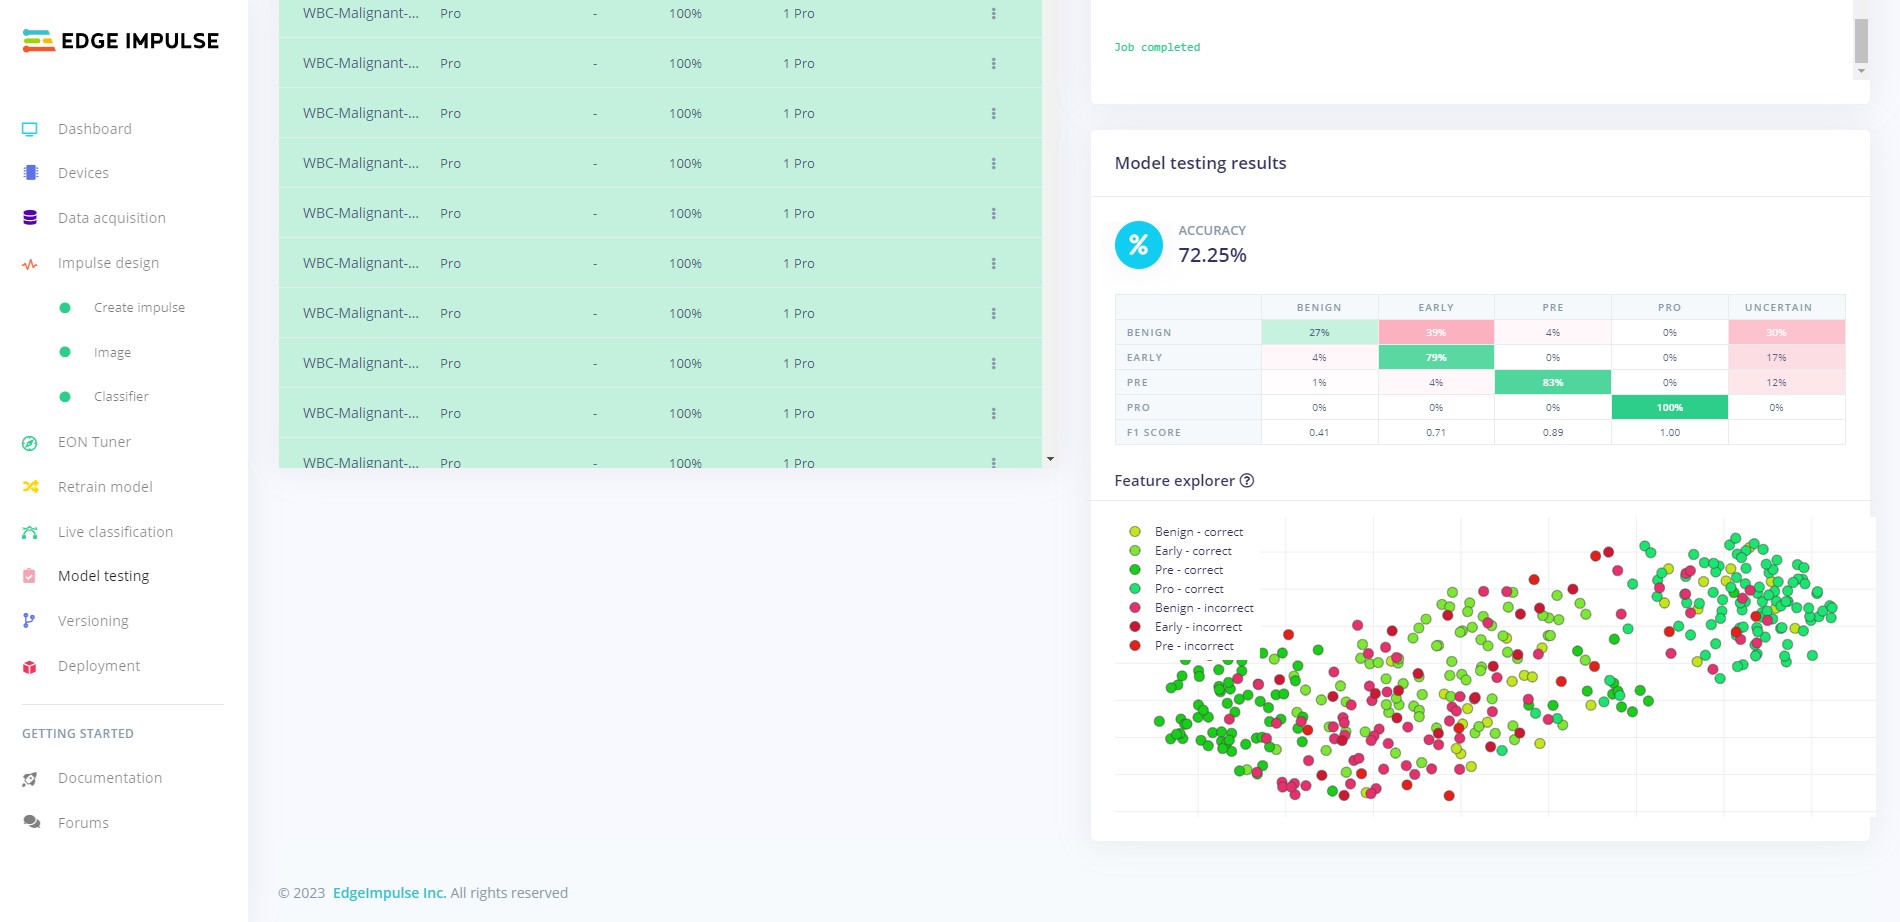 EDGE IMPULSE
Dashboard
Devices
Data acquisition
Impulse design
Create impulse
Image
Classifier
EON Tuner
Retrain model
Live classification
Model testing
Versioning
Deployment
GETTING STARTED
Documentation
Forums
WBC-Malignant-... Pro - 100% 1 Pro
WBC-Malignant-... Pro - 100% 1 Pro
WBC-Malignant-... Pro - 100% 1 Pro
WBC-Malignant-... Pro - 100% 1 Pro
WBC-Malignant-... Pro - 100% 1 Pro
WBC-Malignant-... Pro - 100% 1 Pro
WBC-Malignant-... Pro - 100% 1 Pro
WBC-Malignant-... Pro - 100% 1 Pro
WBC-Malignant-... Pro - 100% 1 Pro
WBC-Malignant-... Pro - 100% 1 Pro
Job completed
Model testing results
%
ACCURACY
72.25%
BENIGN EARLY PRE PRO UNCERTAIN
BENIGN 27% 39% 4% 0% 30%
EARLY 4% 79% 0% 0% 17%
PRE 1% 4% 83% 0% 12%
PRO 0% 0% 0% 100% 0%
F1 SCORE 0.41 0.71 0.89 1.00
Feature explorer ?
Benign - correct
Early - correct
Pre - correct
Pro - correct
Benign - incorrect
Early - incorrect
Pre - incorrect
© 2023 EdgeImpulse Inc. All rights reserved